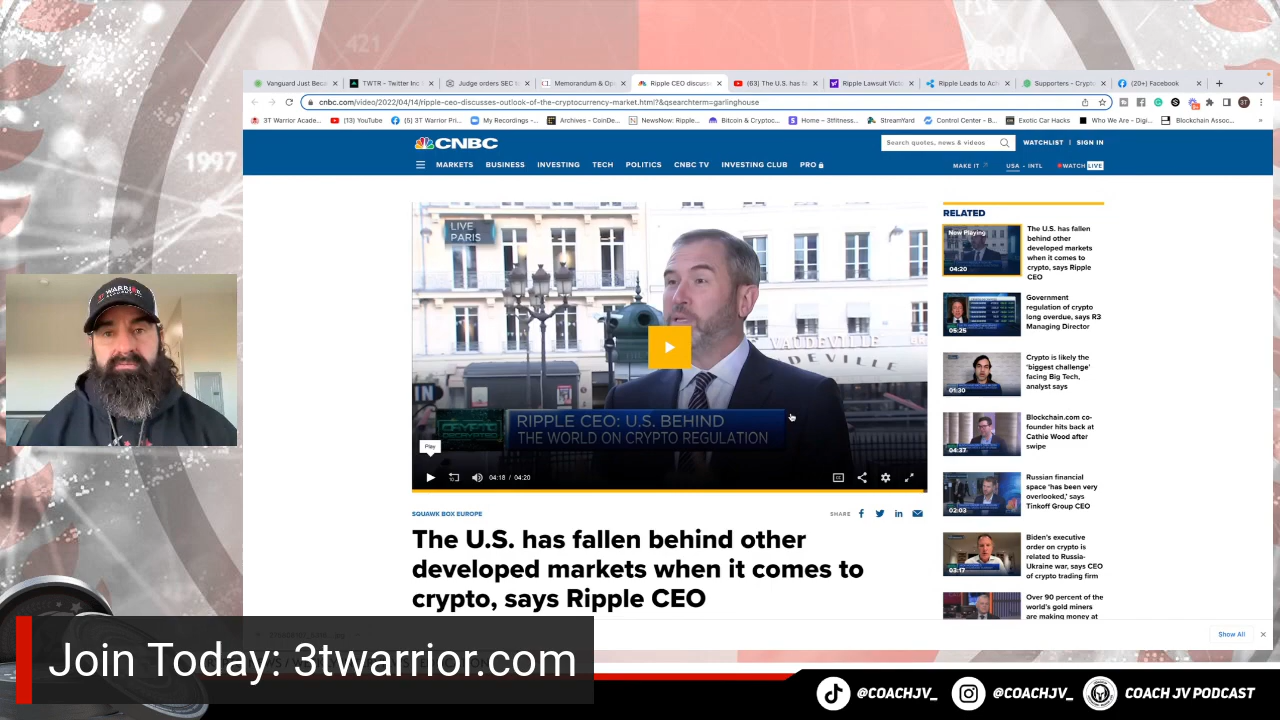 421
1997
Vanguard Just Beca
TWTR - Twitter Inc
Judge orders SEC t
Memorandum & Op
Ripple CEO discuss
(63) The U.S. has fa
Ripple Lawsuit Victo
Ripple Leads to Ach
Supporters - Crypto
(20+) Facebook
cnbc.com/video/2022/04/14/ripple-ceo-discusses-outlook-of-the-cryptocurrency-market.html?&qsearchterm=garlinghouse
3T Warrior Acade...
(13) YouTube
(5) 3T Warrior Pri...
My Recordings -...
Archives - CoinDe...
NewsNow: Ripple...
Bitcoin & Cryptoc...
Home – 3tfitness...
StreamYard
Control Center - B...
Exotic Car Hacks
Who We Are - Digi...
Blockchain Assoc...
CNBC
Search quotes, news & videos
WATCHLIST | SIGN IN
MARKETS BUSINESS INVESTING TECH POLITICS CNBC TV INVESTING CLUB PRO
MAKE IT USA - INTL WATCH LIVE
LIVE
PARIS
VAUDEVILLE
DEVILLE
RIPPLE CEO: U.S. BEHIND
THE WORLD ON CRYPTO REGULATION
Play
04:18 / 04:20
RELATED
Now Playing
04:20
The U.S. has fallen
behind other
developed markets
when it comes to
crypto, says Ripple
CEO
05:25
Government
regulation of crypto
long overdue, says R3
Managing Director
01:30
Crypto is likely the
'biggest challenge'
facing Big Tech,
analyst says
04:37
Blockchain.com co-
founder hits back at
Cathie Wood after
swipe
02:03
Russian financial
space 'has been very
overlooked,' says
Tinkoff Group CEO
03:17
Biden's executive
order on crypto is
related to Russia-
Ukraine war, says CEO
of crypto trading firm
Over 90 percent of the
world's gold miners
are making money at
SQUAWK BOX EUROPE
SHARE
The U.S. has fallen behind other
developed markets when it comes to
crypto, says Ripple CEO
Show All
WARRIOR
Join Today: 3twarrior.com
@COACHJV_
@COACHJV_
COACH JV PODCAST